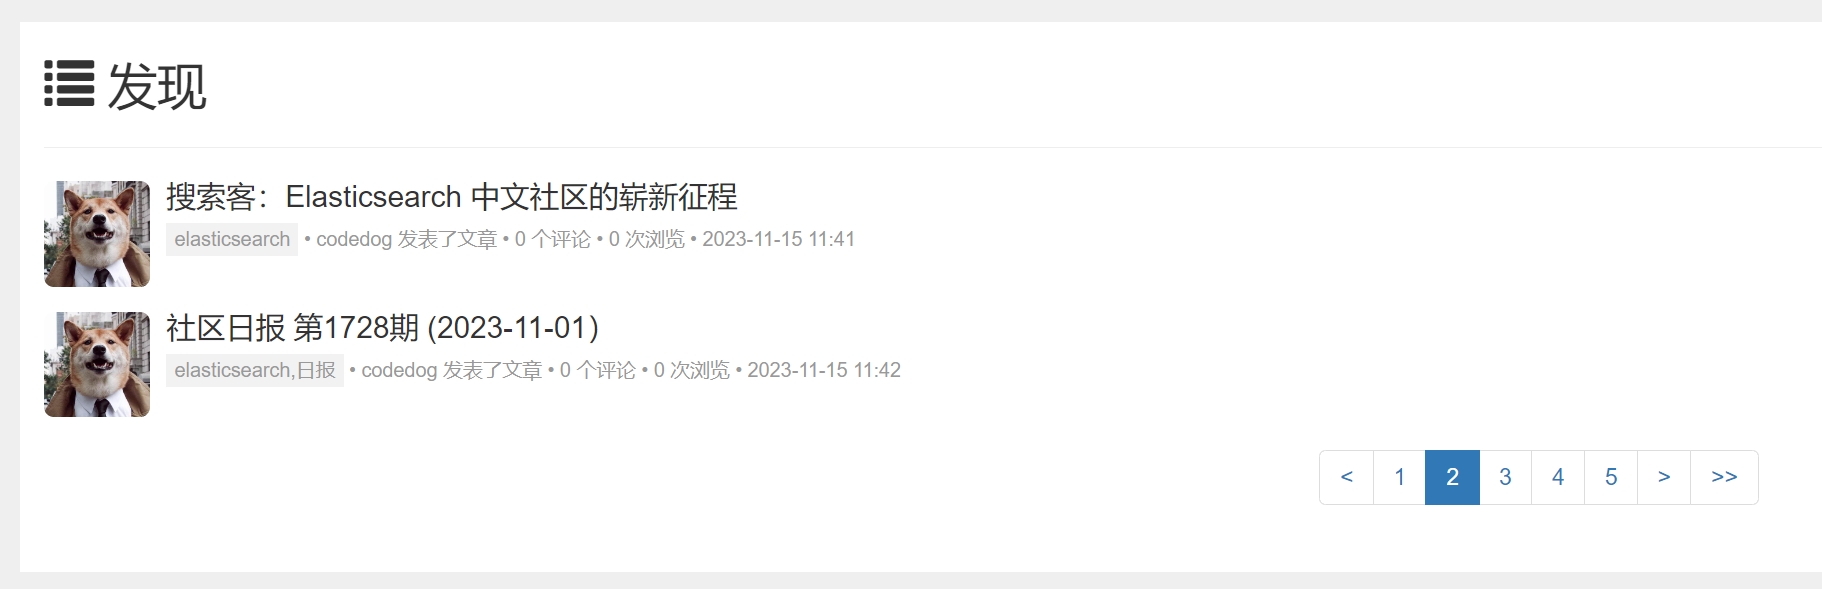 发现
搜索客：Elasticsearch 中文社区的崭新征程
elasticsearch • codedog 发表了文章 • 0 个评论 • 0 次浏览 • 2023-11-15 11:41
社区日报 第1728期 (2023-11-01)
elasticsearch,日报 • codedog 发表了文章 • 0 个评论 • 0 次浏览 • 2023-11-15 11:42
< 1 2 3 4 5 > >>